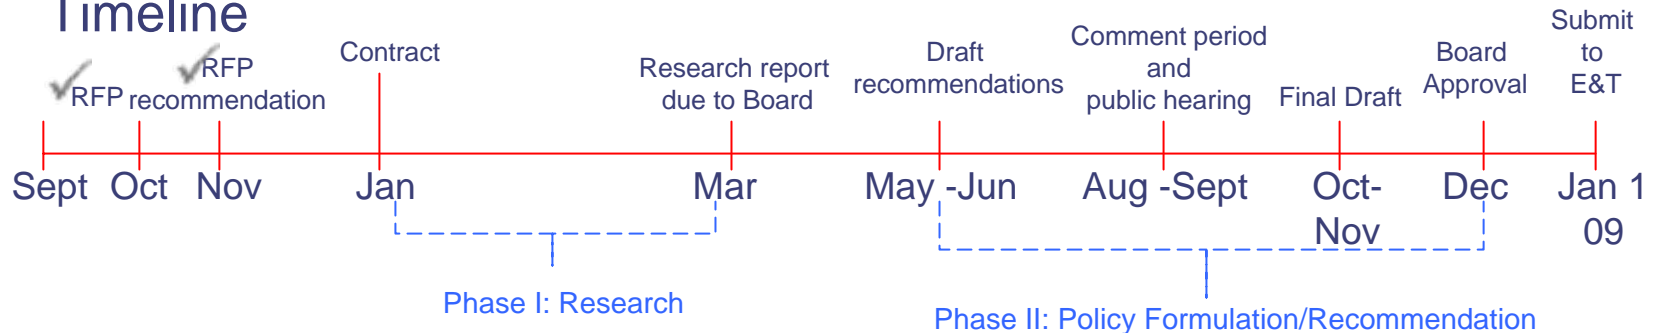 Timeline
RFP
RFP
recommendation
Contract
Research report
due to Board
Draft
recommendations
Comment period
and
public hearing
Final Draft
Board
Approval
Submit
to
E&T
Sept Oct Nov Jan Mar May -Jun Aug -Sept Oct- Dec Jan 1
Nov 09
Phase I: Research
Phase II: Policy Formulation/Recommendation